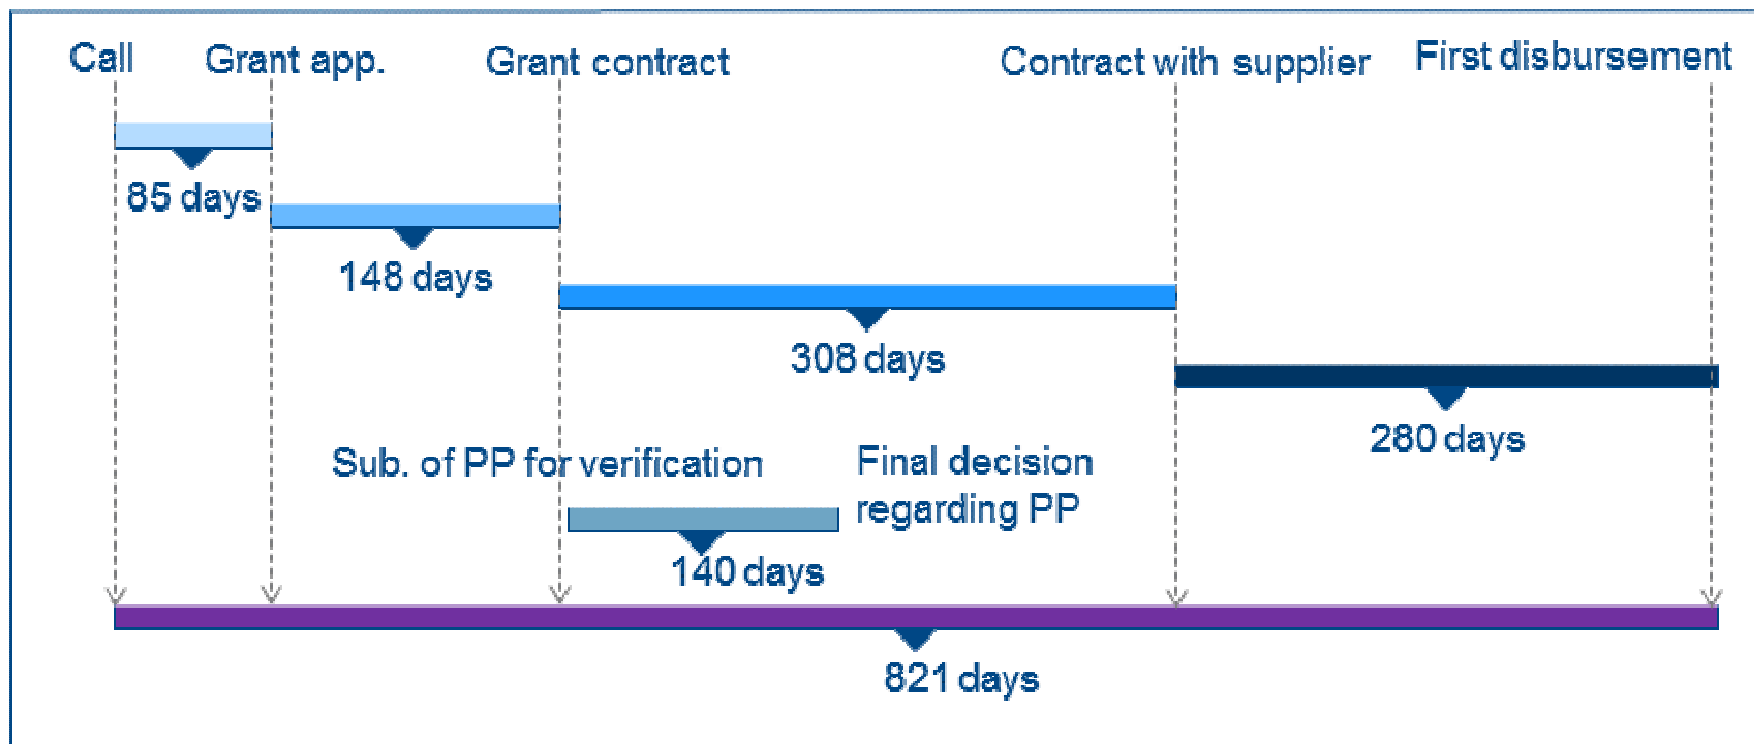 Call
Grant app.
Grant contract
Contract with supplier
First disbursement
85 days
148 days
308 days
280 days
Sub. of PP for verification
Final decision
regarding PP
140 days
821 days